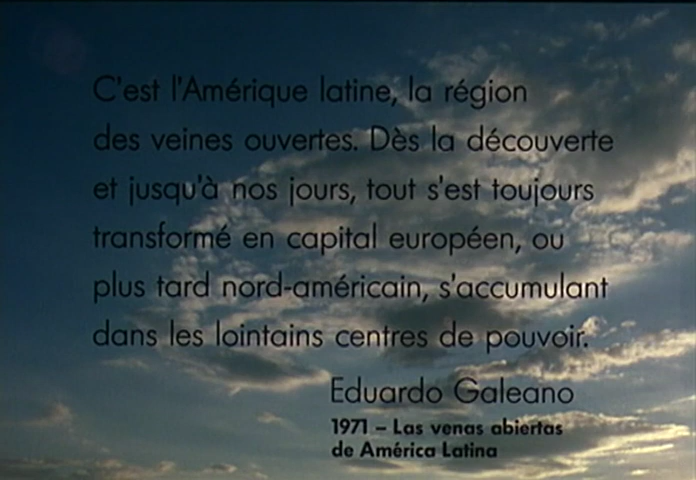 C'est l'Amérique latine, la région
des veines ouvertes. Dès la découverte
et jusqu'à nos jours, tout s'est toujours
transformé en capital européen, ou
plus tard nord-américain, s'accumulant
dans les lointains centres de pouvoir.
Eduardo Galeano
1971 – Las venas abiertas
de América Latina